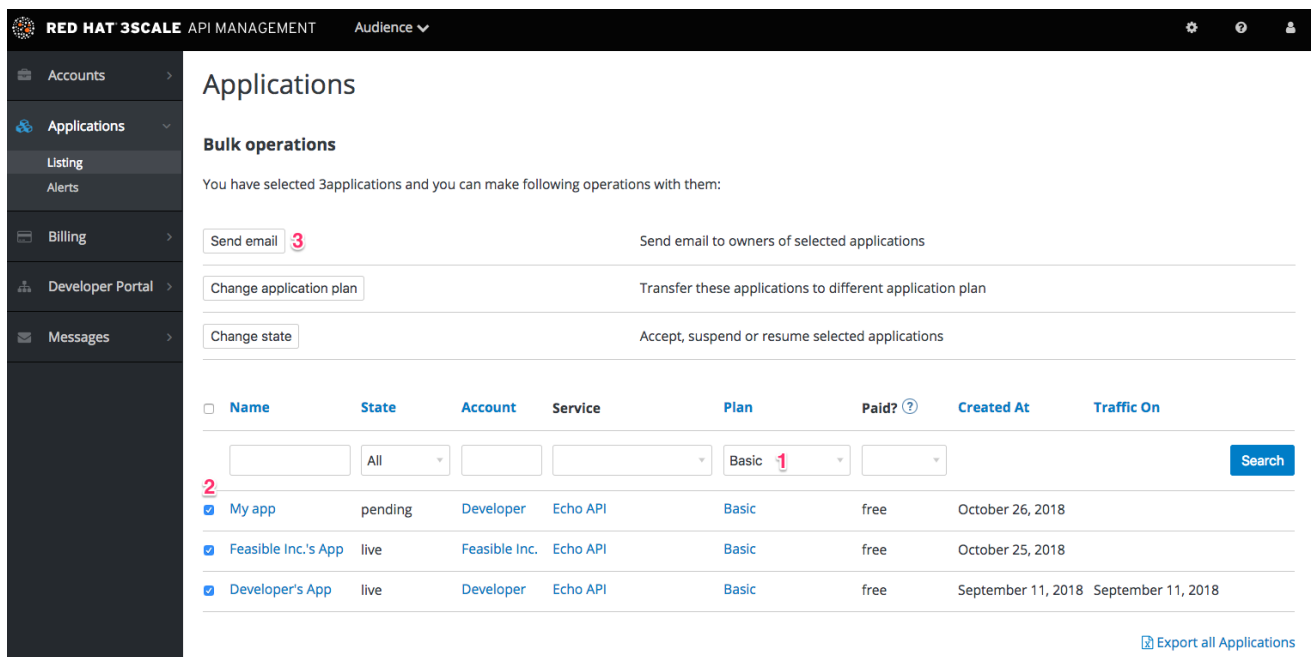 RED HAT 3SCALE API MANAGEMENT Audience
Accounts
Applications
Listing
Alerts
Billing
Developer Portal
Messages
Applications
Bulk operations
You have selected 3applications and you can make following operations with them:
Send email 3 Send email to owners of selected applications
Change application plan Transfer these applications to different application plan
Change state Accept, suspend or resume selected applications
Name State Account Service Plan Paid? ? Created At Traffic On
All Basic 1 Search
2
My app pending Developer Echo API Basic free October 26, 2018
Feasible Inc.'s App live Feasible Inc. Echo API Basic free October 25, 2018
Developer's App live Developer Echo API Basic free September 11, 2018 September 11, 2018
Export all Applications